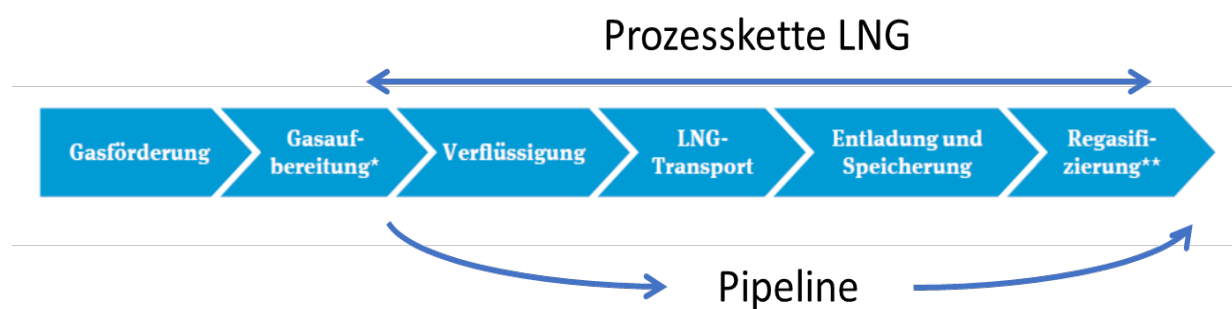 Prozesskette LNG
Gasförderung
Gasauf-
bereitung*
Verflüssigung
LNG-
Transport
Entladung und
Speicherung
Regasifi-
zierung**
Pipeline